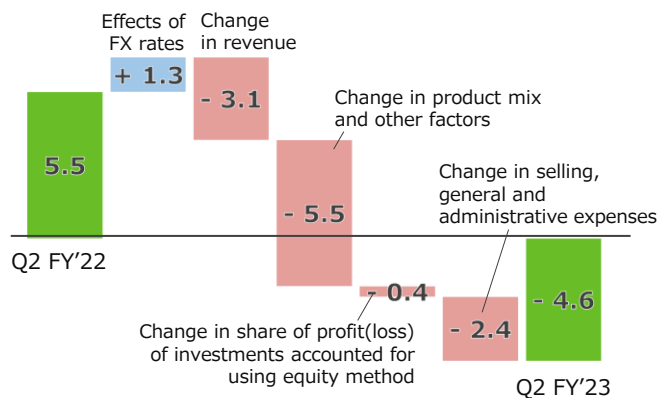 Effects of
FX rates
Change
in revenue
+ 1.3
- 3.1
Change in product mix
and other factors
5.5
- 5.5
Change in selling,
general and
administrative expenses
Q2 FY'22
- 0.4
- 2.4
- 4.6
Change in share of profit(loss)
of investments accounted for
using equity method
Q2 FY'23